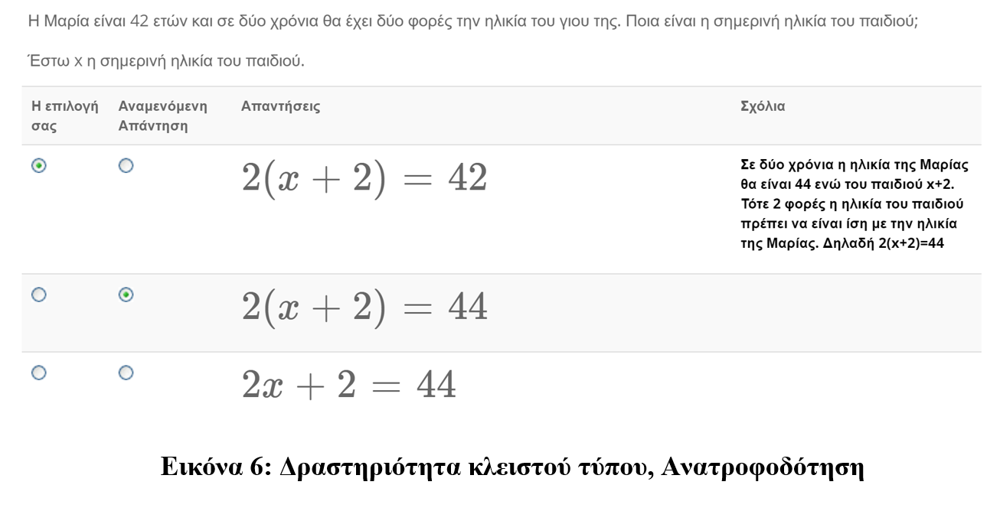 Η Μαρία είναι 42 ετών και σε δύο χρόνια θα έχει δύο φορές την ηλικία του γιου της. Ποια είναι η σημερινή ηλικία του παιδιού;
Έστω x η σημερινή ηλικία του παιδιού.
Η επιλογή σας
Αναμενόμενη Απάντηση
Απαντήσεις
Σχόλια
2(x + 2) = 42
Σε δύο χρόνια η ηλικία της Μαρίας
θα είναι 44 ενώ του παιδιού x+2.
Τότε 2 φορές η ηλικία του παιδιού
πρέπει να είναι ίση με την ηλικία
της Μαρίας. Δηλαδή 2(x+2)=44
2(x + 2) = 44
2x + 2 = 44
Εικόνα 6: Δραστηριότητα κλειστού τύπου, Ανατροφοδότηση